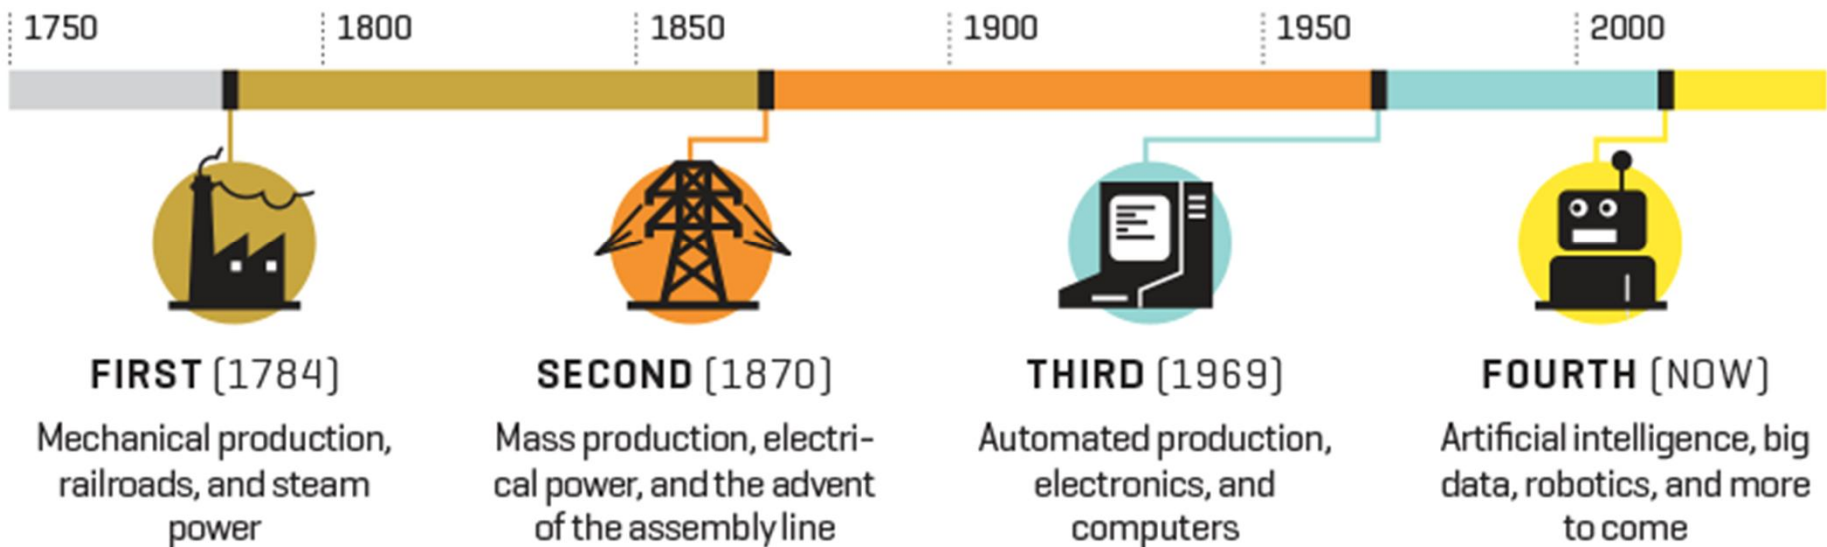 1750 1800 1850 1900 1950 2000
FIRST (1784)
Mechanical production,
railroads, and steam
power
SECOND (1870)
Mass production, electri-
cal power, and the advent
of the assembly line
THIRD (1969)
Automated production,
electronics, and
computers
FOURTH (NOW)
Artificial intelligence, big
data, robotics, and more
to come